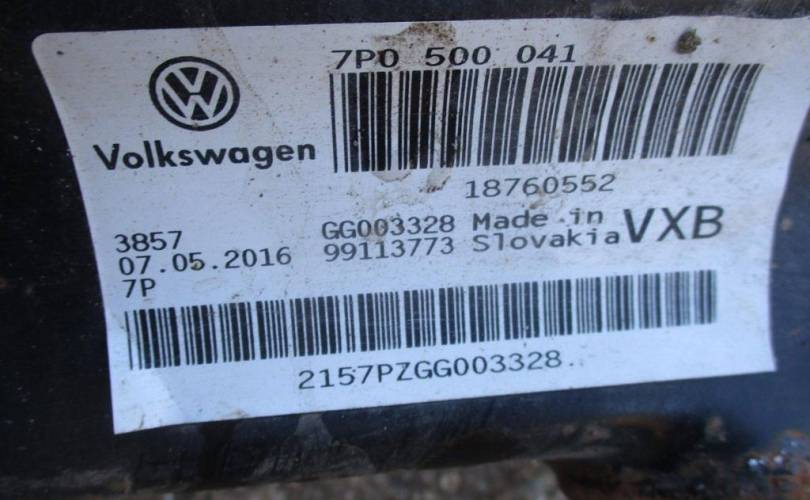 7P0 500 041
Volkswagen
18760552
3857 GG003328 Made in VXB
07.05.2016 99113773 Slovakia
7P
2157PZGG003328.